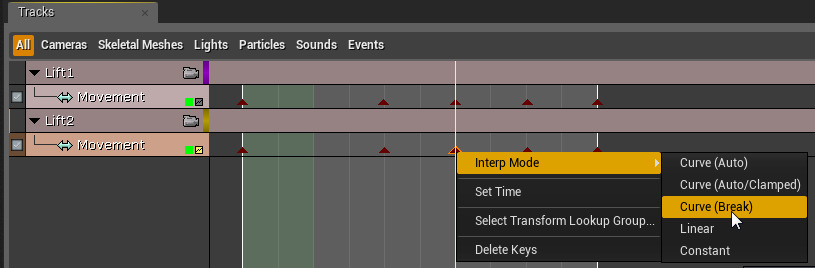 Tracks
All Cameras Skeletal Meshes Lights Particles Sounds Events
Lift1
Movement
Lift2
Movement
Interp Mode
Set Time
Select Transform Lookup Group...
Delete Keys
Curve (Auto)
Curve (Auto/Clamped)
Curve (Break)
Linear
Constant